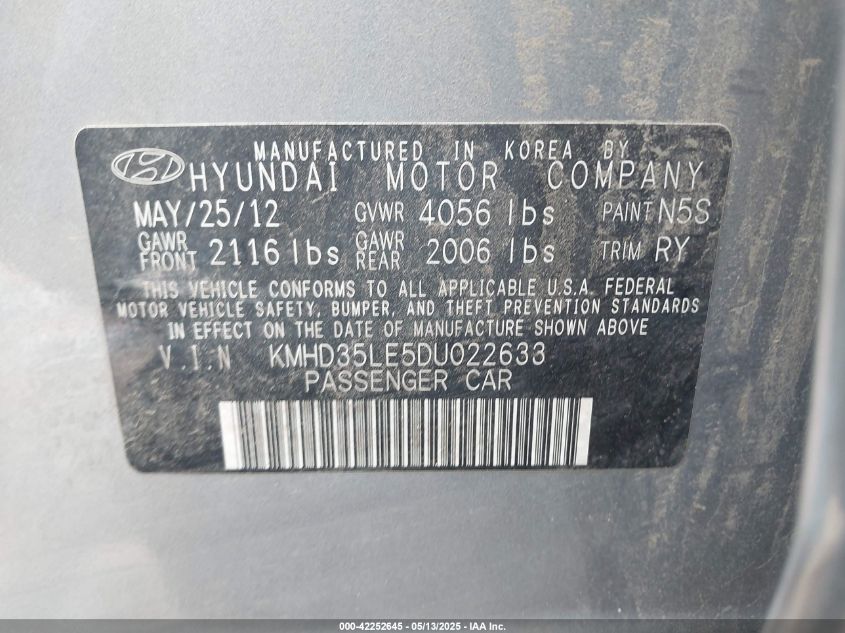 MANUFACTURED IN KOREA BY
HYUNDAI MOTOR COMPANY
MAY/25/12 GVWR 4056 lbs PAINT N5S
GAWR FRONT 2116 lbs GAWR REAR 2006 lbs TRIM RY
THIS VEHICLE CONFORMS TO ALL APPLICABLE U.S.A. FEDERAL
MOTOR VEHICLE SAFETY, BUMPER, AND THEFT PREVENTION STANDARDS
IN EFFECT ON THE DATE OF MANUFACTURE SHOWN ABOVE
V.I.N KMHD35LE5DU022633
PASSENGER CAR
000-42252645 - 05/13/2025 - IAA Inc.